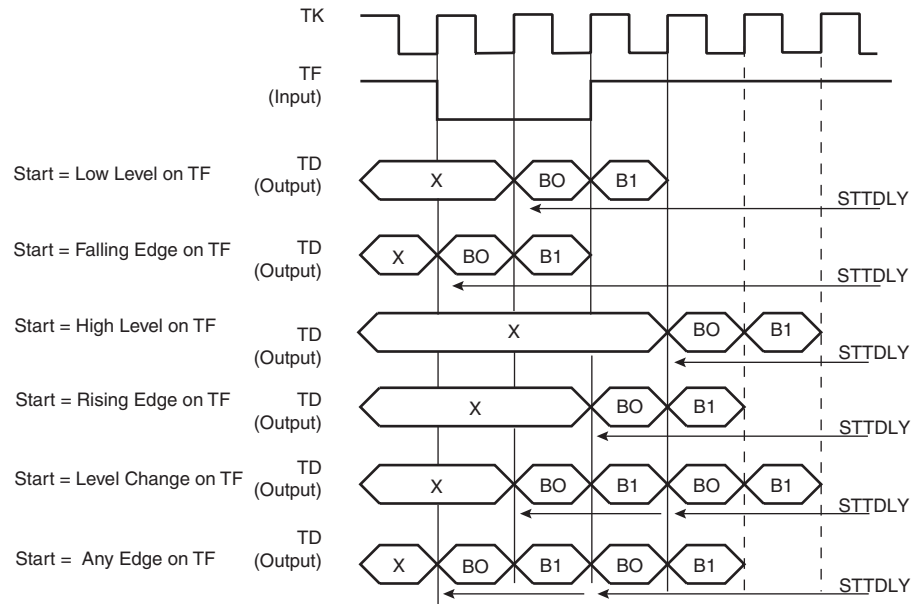 TK
TF
(Input)
Start = Low Level on TF
TD
(Output)
X
BO
B1
STTDLY
Start = Falling Edge on TF
TD
(Output)
X
BO
B1
STTDLY
Start = High Level on TF
TD
(Output)
X
BO
B1
STTDLY
Start = Rising Edge on TF
TD
(Output)
X
BO
B1
STTDLY
Start = Level Change on TF
TD
(Output)
X
BO
B1
BO
B1
STTDLY
Start = Any Edge on TF
TD
(Output)
X
BO
B1
BO
B1
STTDLY